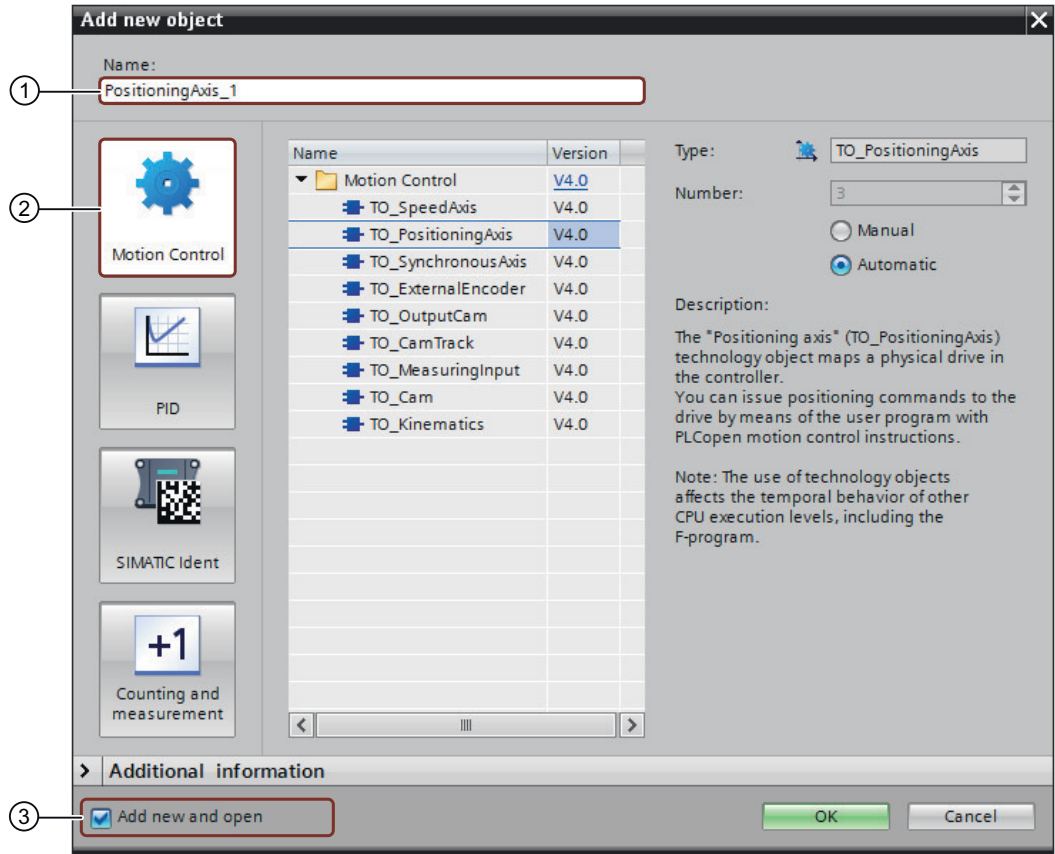 Add new object
Name:
1
PositioningAxis_1
2
Motion Control
PID
SIMATIC Ident
+1
Counting and
measurement
Name Version
Motion Control V4.0
TO_SpeedAxis V4.0
TO_PositioningAxis V4.0
TO_SynchronousAxis V4.0
TO_ExternalEncoder V4.0
TO_OutputCam V4.0
TO_CamTrack V4.0
TO_MeasuringInput V4.0
TO_Cam V4.0
TO_Kinematics V4.0
Type: TO_PositioningAxis
Number: 3
Manual
Automatic
Description:
The "Positioning axis" (TO_PositioningAxis)
technology object maps a physical drive in
the controller.
You can issue positioning commands to the
drive by means of the user program with
PLCopen motion control instructions.
Note: The use of technology objects
affects the temporal behavior of other
CPU execution levels, including the
F-program.
Additional information
3
Add new and open
OK
Cancel